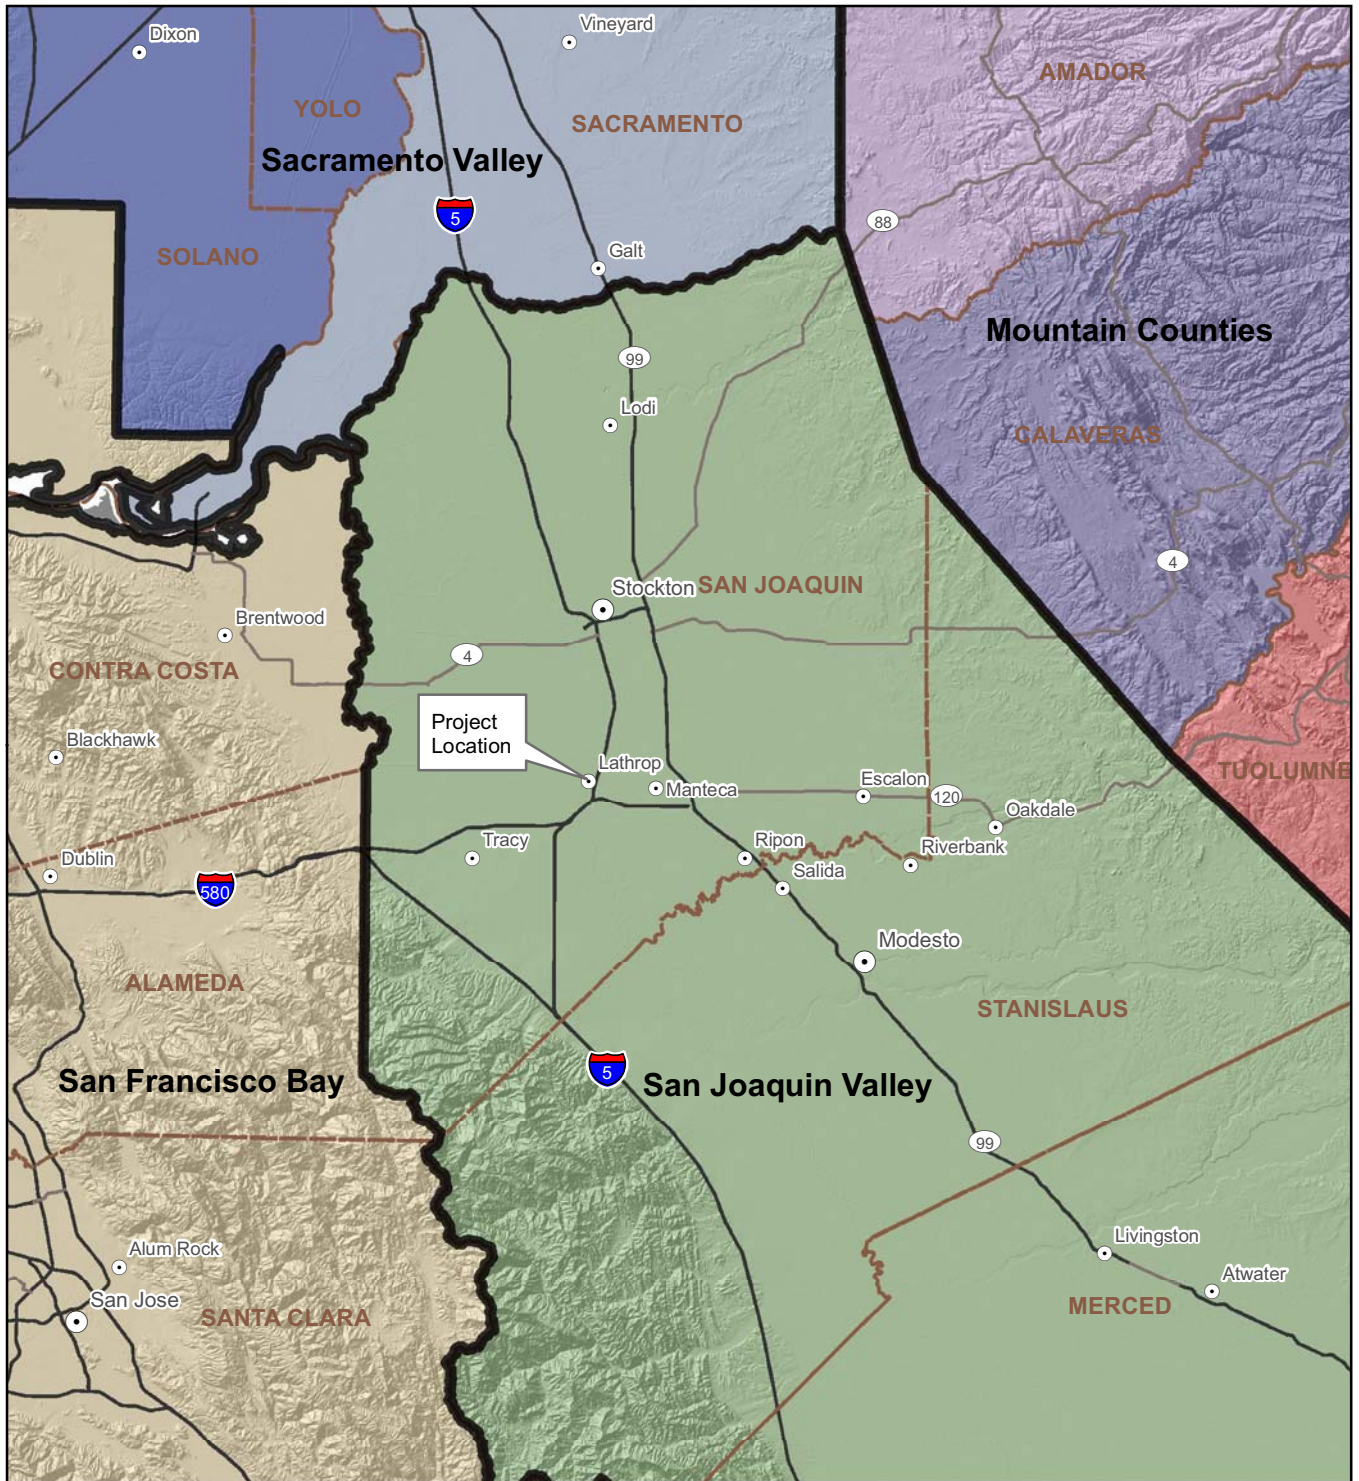 Dixon
Vineyard
AMADOR
YOLO
SACRAMENTO
Sacramento Valley
5
88
SOLANO
Galt
Mountain Counties
99
Lodi
CALAVERAS
4
Stockton
SAN JOAQUIN
Brentwood
4
CONTRA COSTA
Project
Location
Blackhawk
Lathrop
TUOLUMNE
Manteca
Escalon
120
Oakdale
Tracy
Ripon
Riverbank
Dublin
Salida
580
Modesto
ALAMEDA
STANISLAUS
San Francisco Bay
5
San Joaquin Valley
99
Livingston
Alum Rock
Atwater
San Jose
MERCED
SANTA CLARA